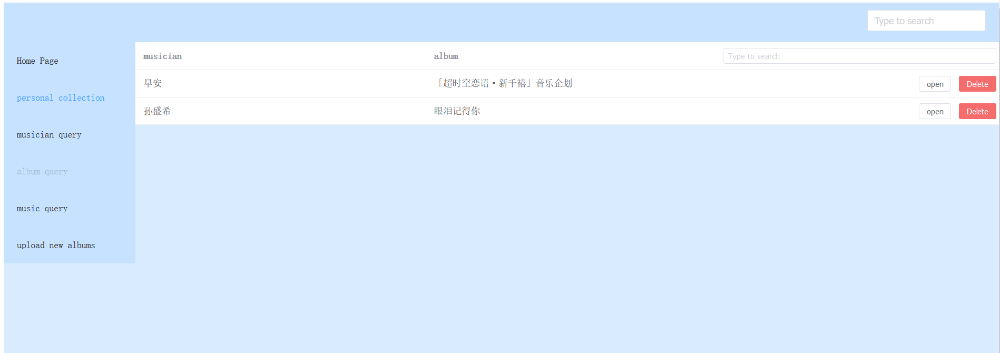 Type to search
Home Page
personal collection
musician query
album query
music query
upload new albums
musician album Type to search
早安 「超时空恋语·新千禧」音乐企划 open Delete
孙盛希 眼泪记得你 open Delete